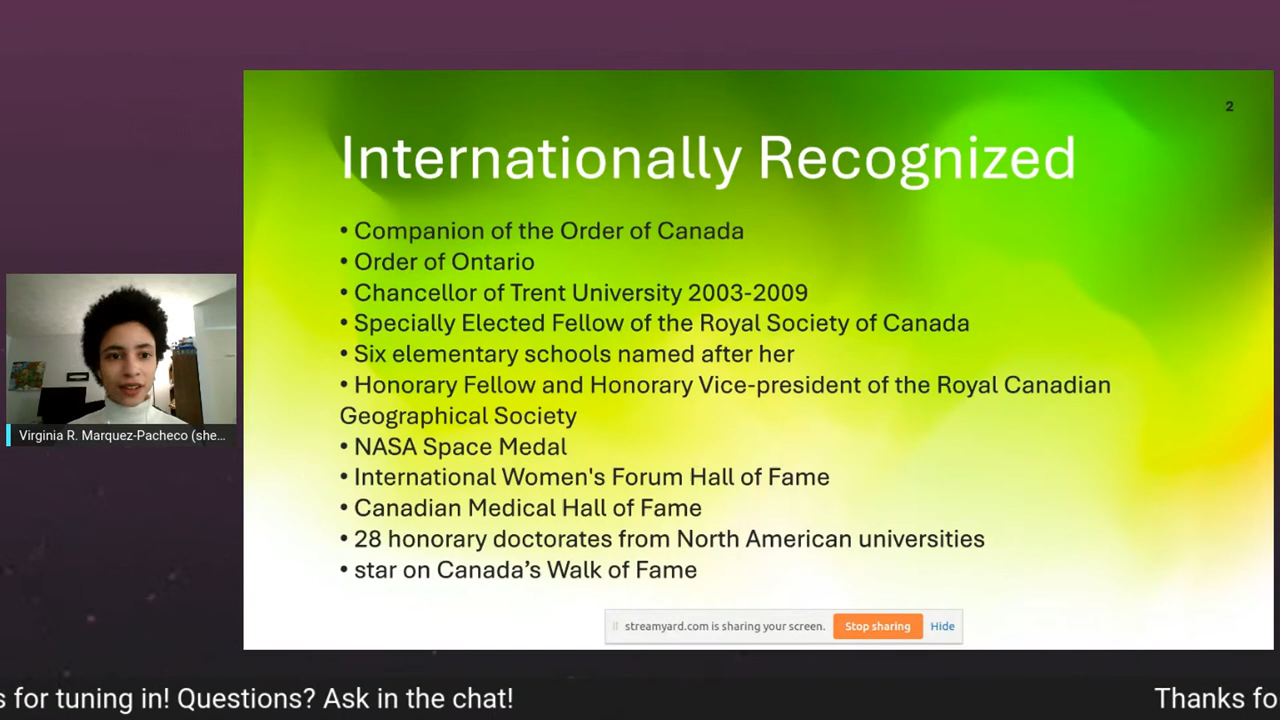 2
Internationally Recognized
• Companion of the Order of Canada
• Order of Ontario
• Chancellor of Trent University 2003-2009
• Specially Elected Fellow of the Royal Society of Canada
• Six elementary schools named after her
• Honorary Fellow and Honorary Vice-president of the Royal Canadian
Geographical Society
• NASA Space Medal
• International Women's Forum Hall of Fame
• Canadian Medical Hall of Fame
• 28 honorary doctorates from North American universities
• star on Canada’s Walk of Fame
Virginia R. Marquez-Pacheco (she...
streamyard.com is sharing your screen. Stop sharing Hide
s for tuning in! Questions? Ask in the chat! Thanks fo